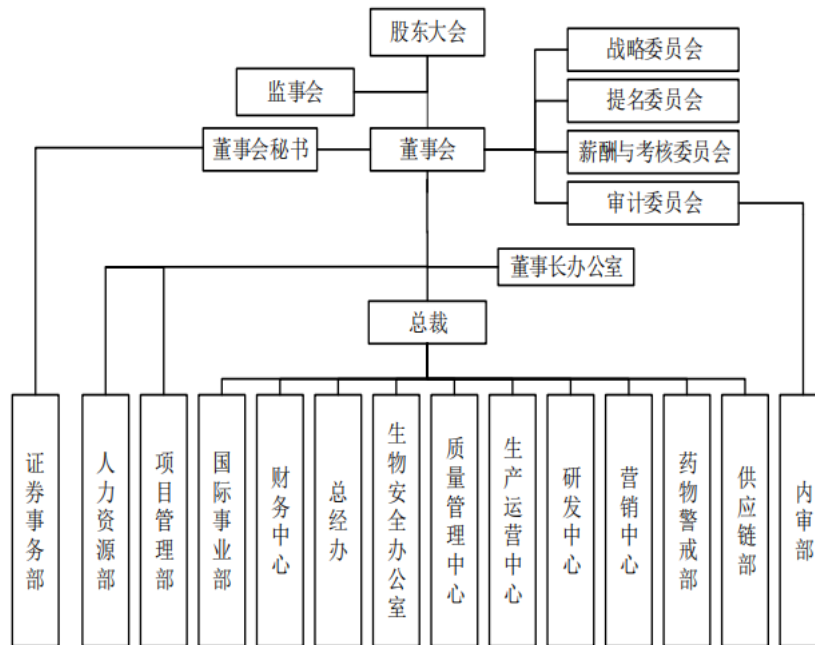 股东大会
战略委员会
监事会
提名委员会
董事会秘书
董事会
薪酬与考核委员会
审计委员会
董事长办公室
总裁
证券事务部
人力资源部
项目管理部
国际事业部
财务中心
总经办
生物安全办公室
质量管理中心
生产运营中心
研发中心
营销中心
药物警戒部
供应链部
内审部